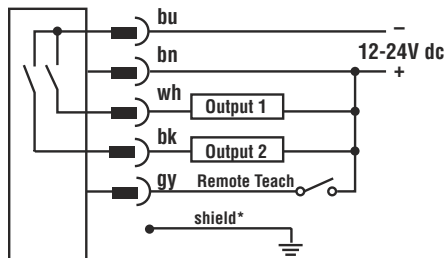 bu
–
bn
12-24V dc
+
wh
Output 1
bk
Output 2
gy
Remote Teach
shield*